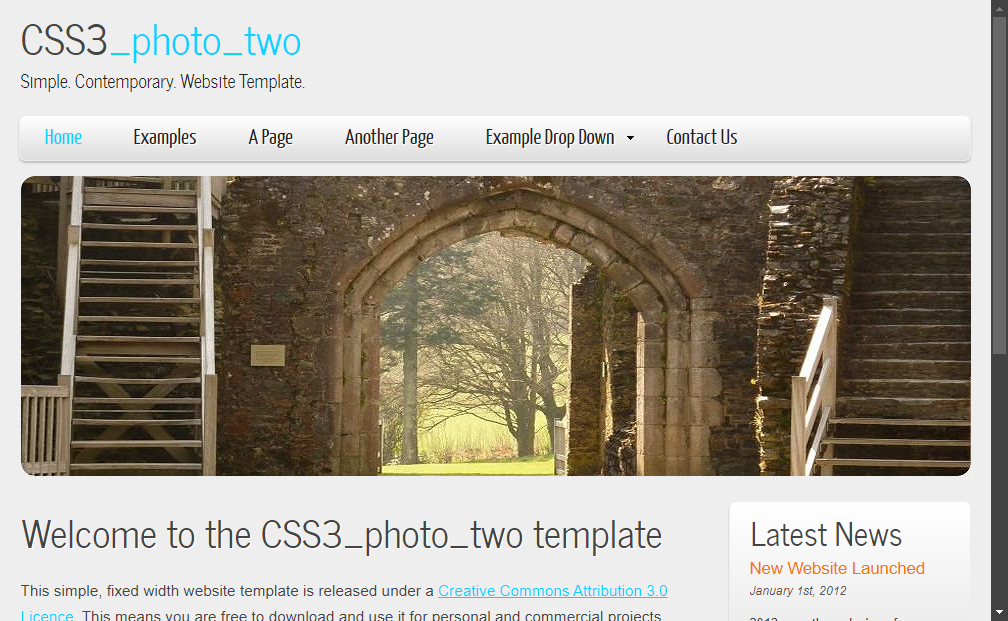 CSS3_photo_two
Simple. Contemporary. Website Template.
Home Examples A Page Another Page Example Drop Down Contact Us
Welcome to the CSS3_photo_two template
This simple, fixed width website template is released under a Creative Commons Attribution 3.0
Licence. This means you are free to download and use it for personal and commercial projects.
Latest News
New Website Launched
January 1st, 2012